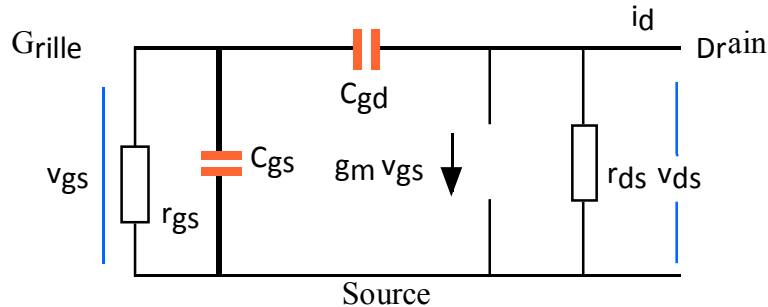 id
Grille
Drain
Cgd
vgs
rgs
Cgs
gm vgs
rds
vds
Source